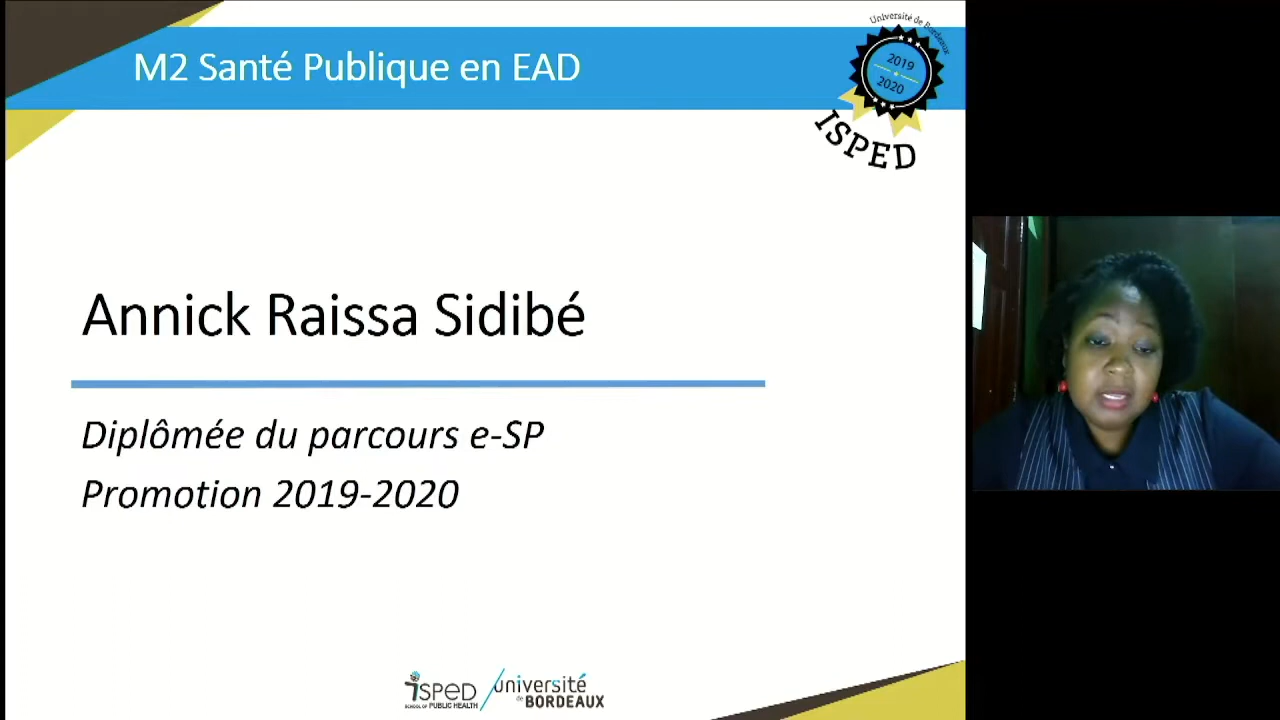 M2 Santé Publique en EAD
Université de Bordeaux
2019
2020
ISPED
Annick Raissa Sidibé
Diplômée du parcours e-SP
Promotion 2019-2020
ISPED
SCHOOL OF PUBLIC HEALTH
université
de BORDEAUX